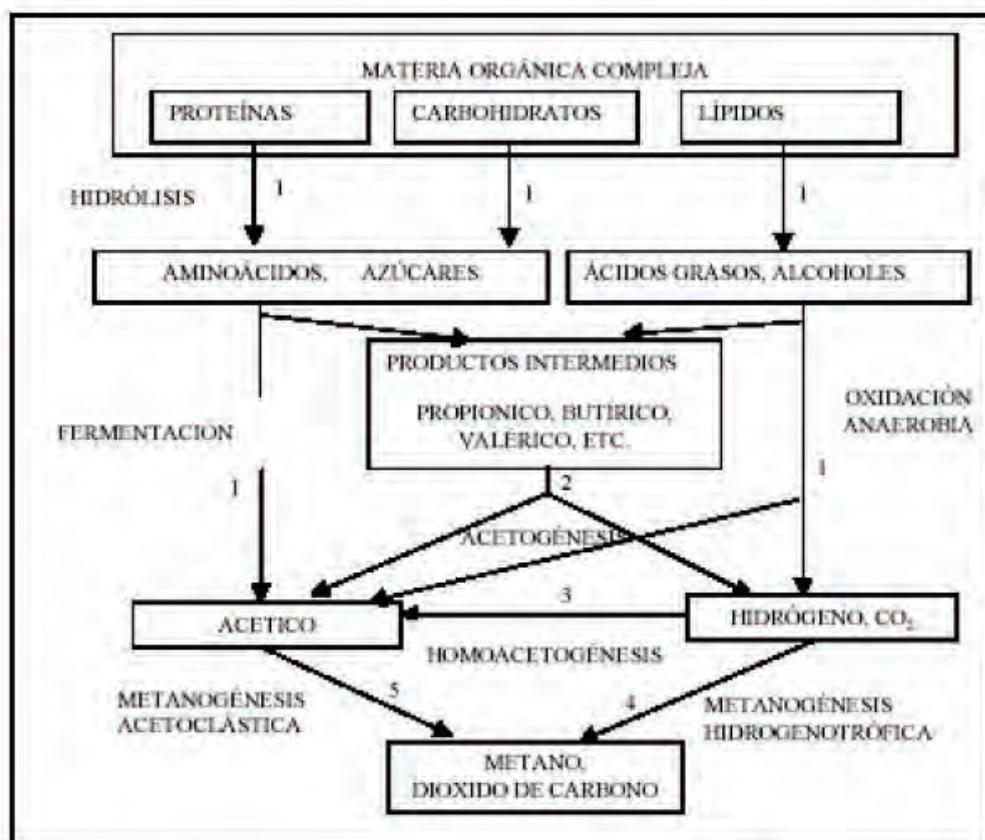 MATERIA ORGÁNICA COMPLEJA
PROTEÍNAS
CARBOHIDRATOS
LÍPIDOS
HIDRÓLISIS
1
1
1
AMINOÁCIDOS, AZÚCARES
ÁCIDOS GRASOS, ALCOHOLES
PRODUCTOS INTERMEDIOS
PROPIONICO, BUTÍRICO,
VALÉRICO, ETC.
FERMENTACIÓN
OXIDACIÓN
ANAEROBIA
1
2
1
ACETOGÉNESIS
3
ACETICO
HIDRÓGENO, CO₂
HOMOACETOGÉNESIS
METANOGÉNESIS
ACETOCLÁSTICA
5
4
METANOGÉNESIS
HIDROGENOTRÓFICA
METANO,
DIOXIDO DE CARBONO